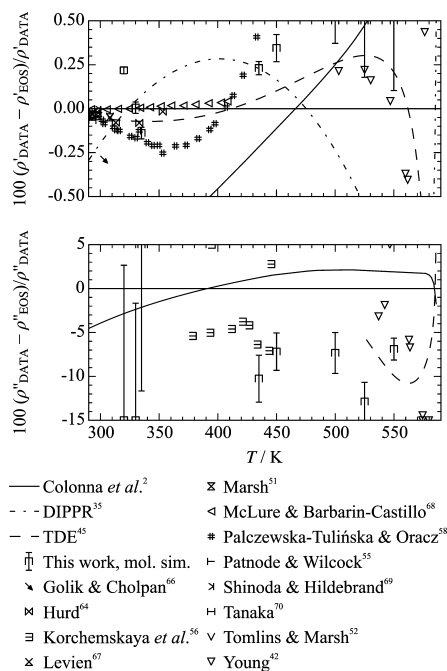 100 (ρ'DATA − ρ'EOS)/ρ'DATA
0.50
0.25
0.00
-0.25
-0.50
100 (ρ"DATA − ρ"EOS)/ρ"DATA
5
0
-5
-10
-15
300 350 400 450 500 550
T / K
Colonna et al.²
DIPPR³⁵
TDE⁴⁵
This work, mol. sim.
Golik & Cholpan⁶⁶
Hurd⁶⁴
Korchemskaya et al.⁵⁶
Levien⁶⁷
Marsh⁵¹
McLure & Barbarin-Castillo⁶⁸
Palczewska-Tulińska & Oracz⁵⁸
Patnode & Wilcock⁵⁵
Shinoda & Hildebrand⁶⁹
Tanaka⁷⁰
Tomlins & Marsh⁵²
Young⁴²